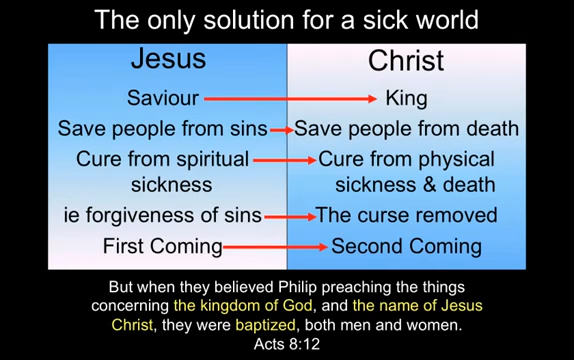 The only solution for a sick world
Jesus Christ
Saviour King
Save people from sins Save people from death
Cure from spiritual Cure from physical
sickness sickness & death
ie forgiveness of sins The curse removed
First Coming Second Coming
But when they believed Philip preaching the things
concerning the kingdom of God, and the name of Jesus
Christ, they were baptized, both men and women.
Acts 8:12